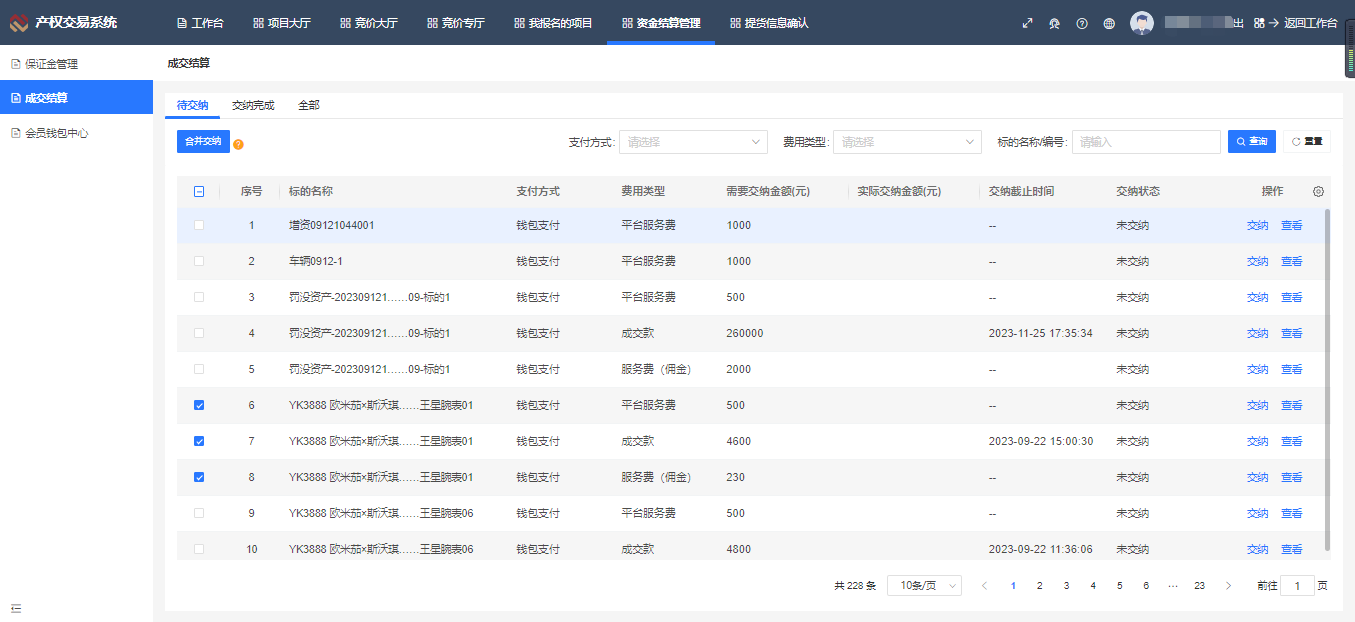 产权交易系统 工作台 项目大厅 竞价大厅 竞价专厅 我报名的项目 资金结算管理 提货信息确认 出 返回工作台
保证金管理
成交结算
会员钱包中心
成交结算
待交纳 交纳完成 全部
合并交纳 ? 支付方式: 请选择 费用类型: 请选择 标的名称/编号: 请输入 查询 重置
序号 标的名称 支付方式 费用类型 需要交纳金额(元) 实际交纳金额(元) 交纳截止时间 交纳状态 操作
1 增资09121044001 钱包支付 平台服务费 1000 -- 未交纳 交纳 查看
2 车辆0912-1 钱包支付 平台服务费 1000 -- 未交纳 交纳 查看
3 罚没资产-202309121……09-标的1 钱包支付 平台服务费 500 -- 未交纳 交纳 查看
4 罚没资产-202309121……09-标的1 钱包支付 成交款 260000 2023-11-25 17:35:34 未交纳 交纳 查看
5 罚没资产-202309121……09-标的1 钱包支付 服务费（佣金） 2000 -- 未交纳 交纳 查看
6 YK3888 欧米茄×斯沃琪……王星腕表01 钱包支付 平台服务费 500 -- 未交纳 交纳 查看
7 YK3888 欧米茄×斯沃琪……王星腕表01 钱包支付 成交款 4600 2023-09-22 15:00:30 未交纳 交纳 查看
8 YK3888 欧米茄×斯沃琪……王星腕表01 钱包支付 服务费（佣金） 230 -- 未交纳 交纳 查看
9 YK3888 欧米茄×斯沃琪……王星腕表06 钱包支付 平台服务费 500 -- 未交纳 交纳 查看
10 YK3888 欧米茄×斯沃琪……王星腕表06 钱包支付 成交款 4800 2023-09-22 11:36:06 未交纳 交纳 查看
共 228 条 10条/页 1 2 3 4 5 6 ··· 23 前往 1 页